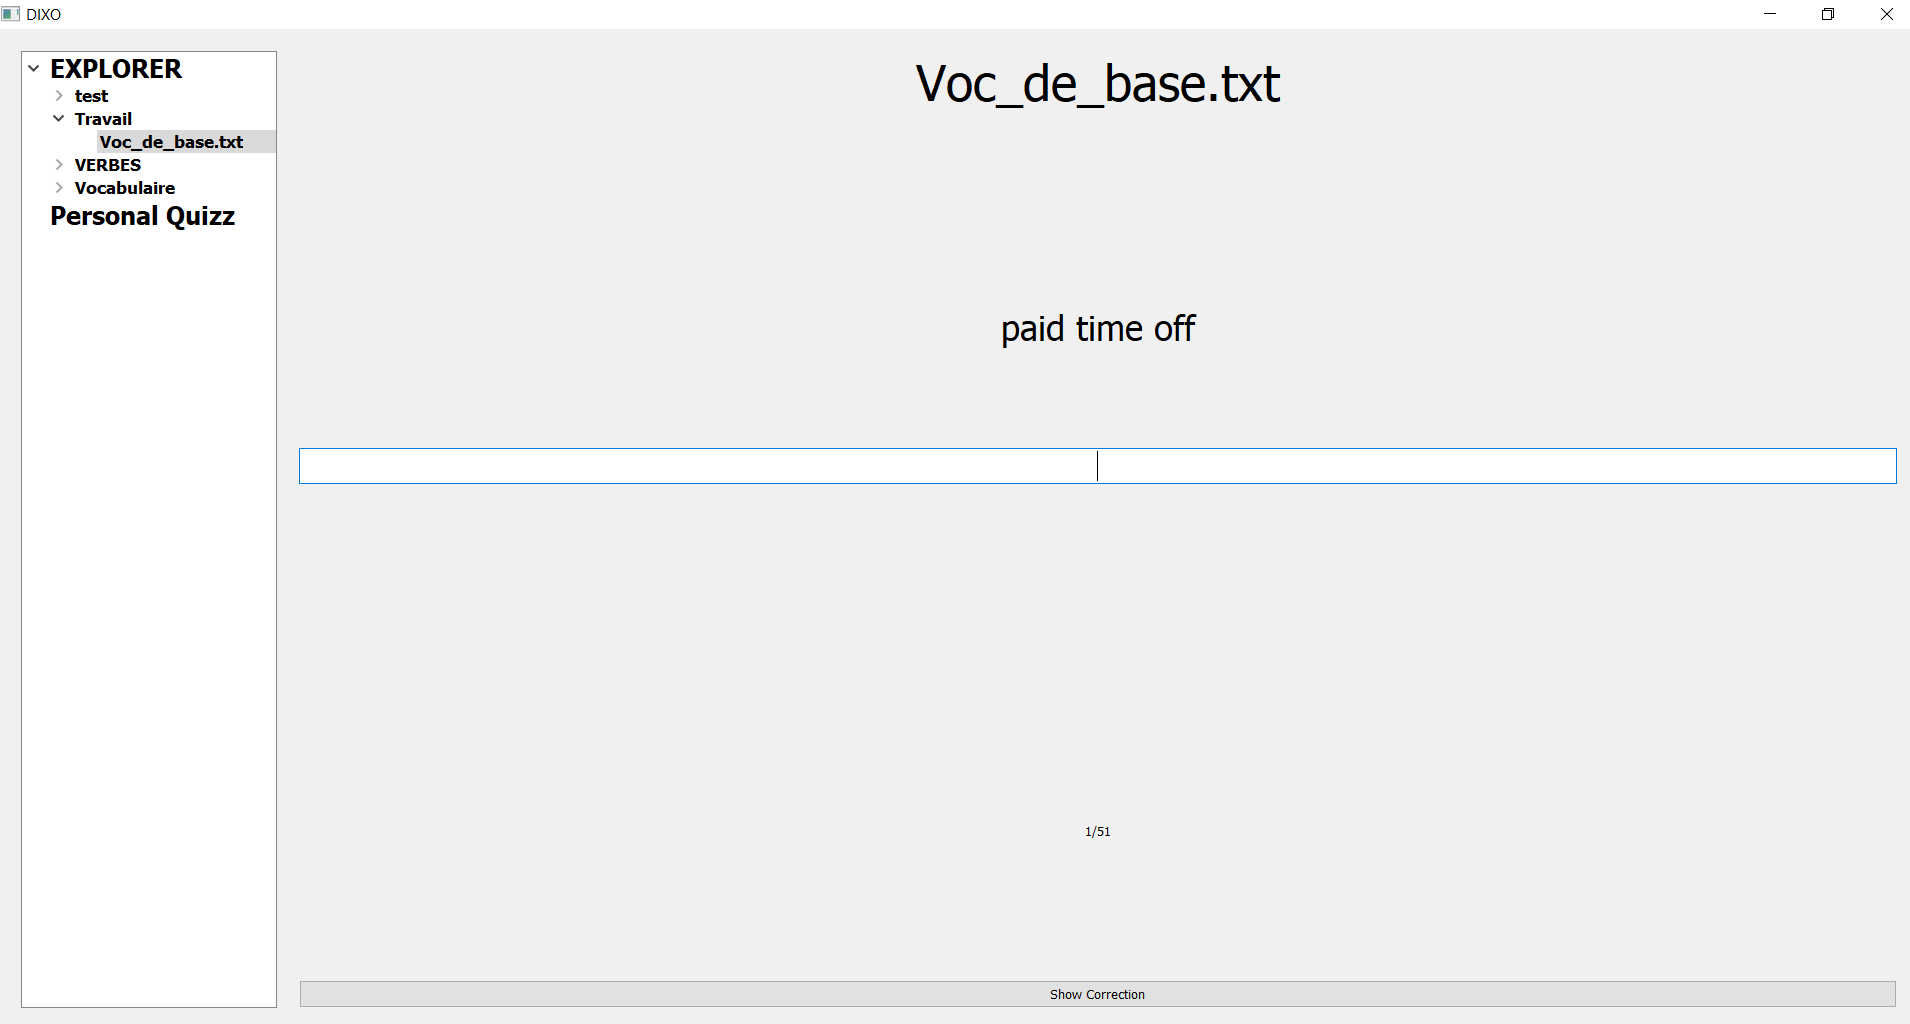 DIXO
EXPLORER
test
Travail
Voc_de_base.txt
VERBES
Vocabulaire
Personal Quizz
Voc_de_base.txt
paid time off
1/51
Show Correction